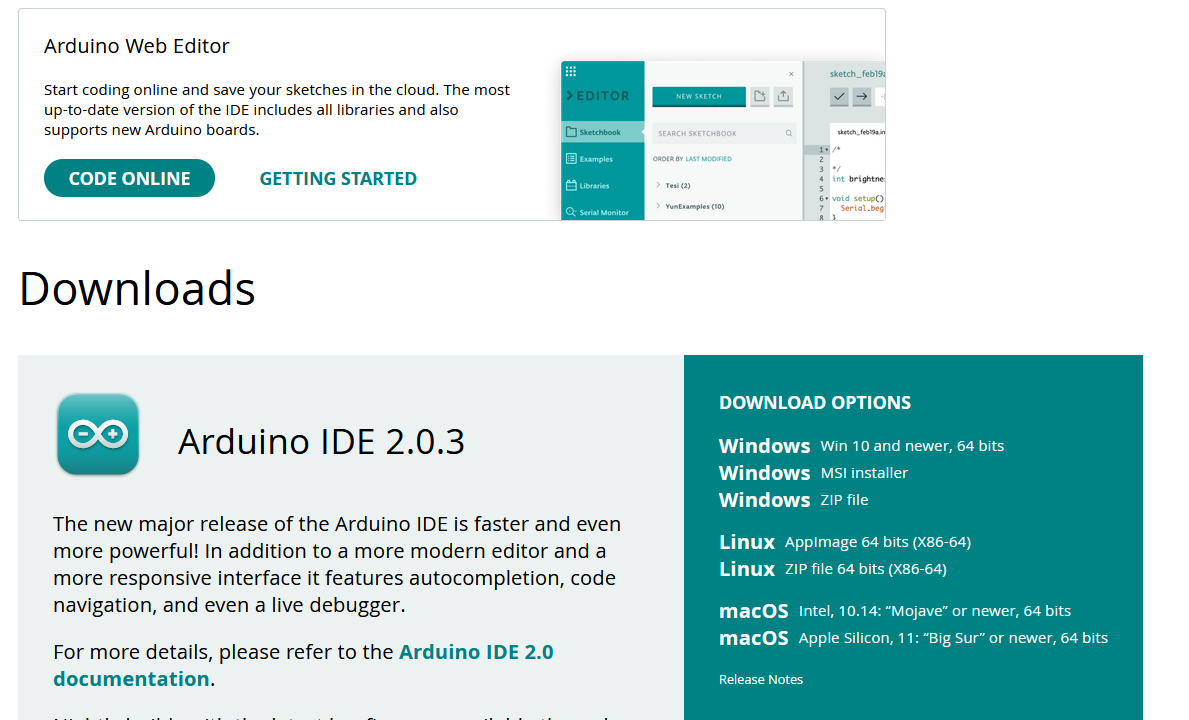 Arduino Web Editor
Start coding online and save your sketches in the cloud. The most
up-to-date version of the IDE includes all libraries and also
supports new Arduino boards.
CODE ONLINE
GETTING STARTED
EDITOR
Sketchbook
Examples
Libraries
Serial Monitor
NEW SKETCH
SEARCH SKETCHBOOK
ORDER BY LAST MODIFIED
Tesi (2)
YunExamples (10)
sketch_feb19a
sketch_feb19a.in
1 /*
2
3 */
4 int brightne
5
6 void setup()
7 Serial.beg
8 }
Downloads
Arduino IDE 2.0.3
The new major release of the Arduino IDE is faster and even
more powerful! In addition to a more modern editor and a
more responsive interface it features autocompletion, code
navigation, and even a live debugger.
For more details, please refer to the Arduino IDE 2.0
documentation.
DOWNLOAD OPTIONS
Windows Win 10 and newer, 64 bits
Windows MSI installer
Windows ZIP file
Linux AppImage 64 bits (X86-64)
Linux ZIP file 64 bits (X86-64)
macOS Intel, 10.14: “Mojave” or newer, 64 bits
macOS Apple Silicon, 11: “Big Sur” or newer, 64 bits
Release Notes